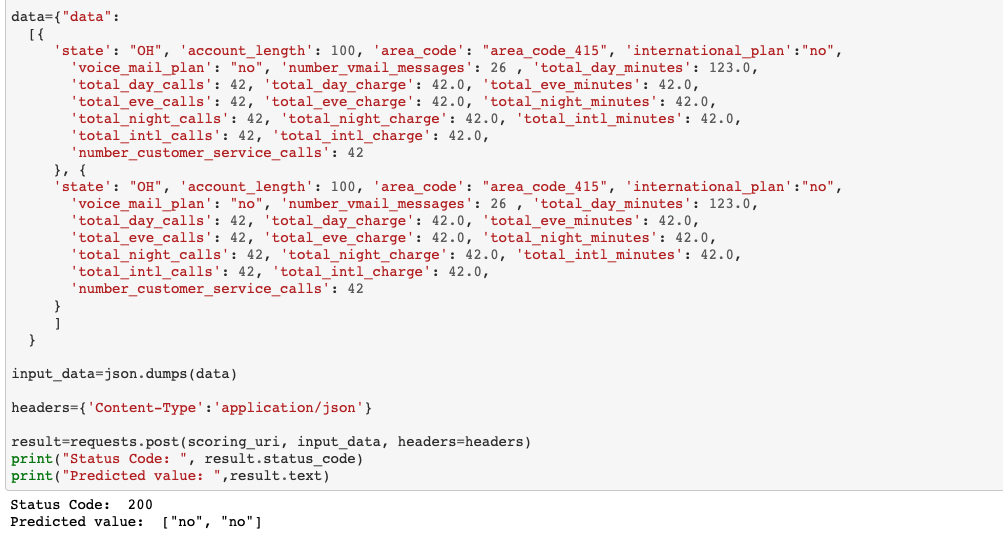 data={"data":
[{
'state': "OH", 'account_length': 100, 'area_code': "area_code_415", 'international_plan':"no",
'voice_mail_plan': "no", 'number_vmail_messages': 26 , 'total_day_minutes': 123.0,
'total_day_calls': 42, 'total_day_charge': 42.0, 'total_eve_minutes': 42.0,
'total_eve_calls': 42, 'total_eve_charge': 42.0, 'total_night_minutes': 42.0,
'total_night_calls': 42, 'total_night_charge': 42.0, 'total_intl_minutes': 42.0,
'total_intl_calls': 42, 'total_intl_charge': 42.0,
'number_customer_service_calls': 42
}, {
'state': "OH", 'account_length': 100, 'area_code': "area_code_415", 'international_plan':"no",
'voice_mail_plan': "no", 'number_vmail_messages': 26 , 'total_day_minutes': 123.0,
'total_day_calls': 42, 'total_day_charge': 42.0, 'total_eve_minutes': 42.0,
'total_eve_calls': 42, 'total_eve_charge': 42.0, 'total_night_minutes': 42.0,
'total_night_calls': 42, 'total_night_charge': 42.0, 'total_intl_minutes': 42.0,
'total_intl_calls': 42, 'total_intl_charge': 42.0,
'number_customer_service_calls': 42
}
]
}
input_data=json.dumps(data)
headers={'Content-Type':'application/json'}
result=requests.post(scoring_uri, input_data, headers=headers)
print("Status Code: ", result.status_code)
print("Predicted value: ",result.text)
Status Code:  200
Predicted value:  ["no", "no"]